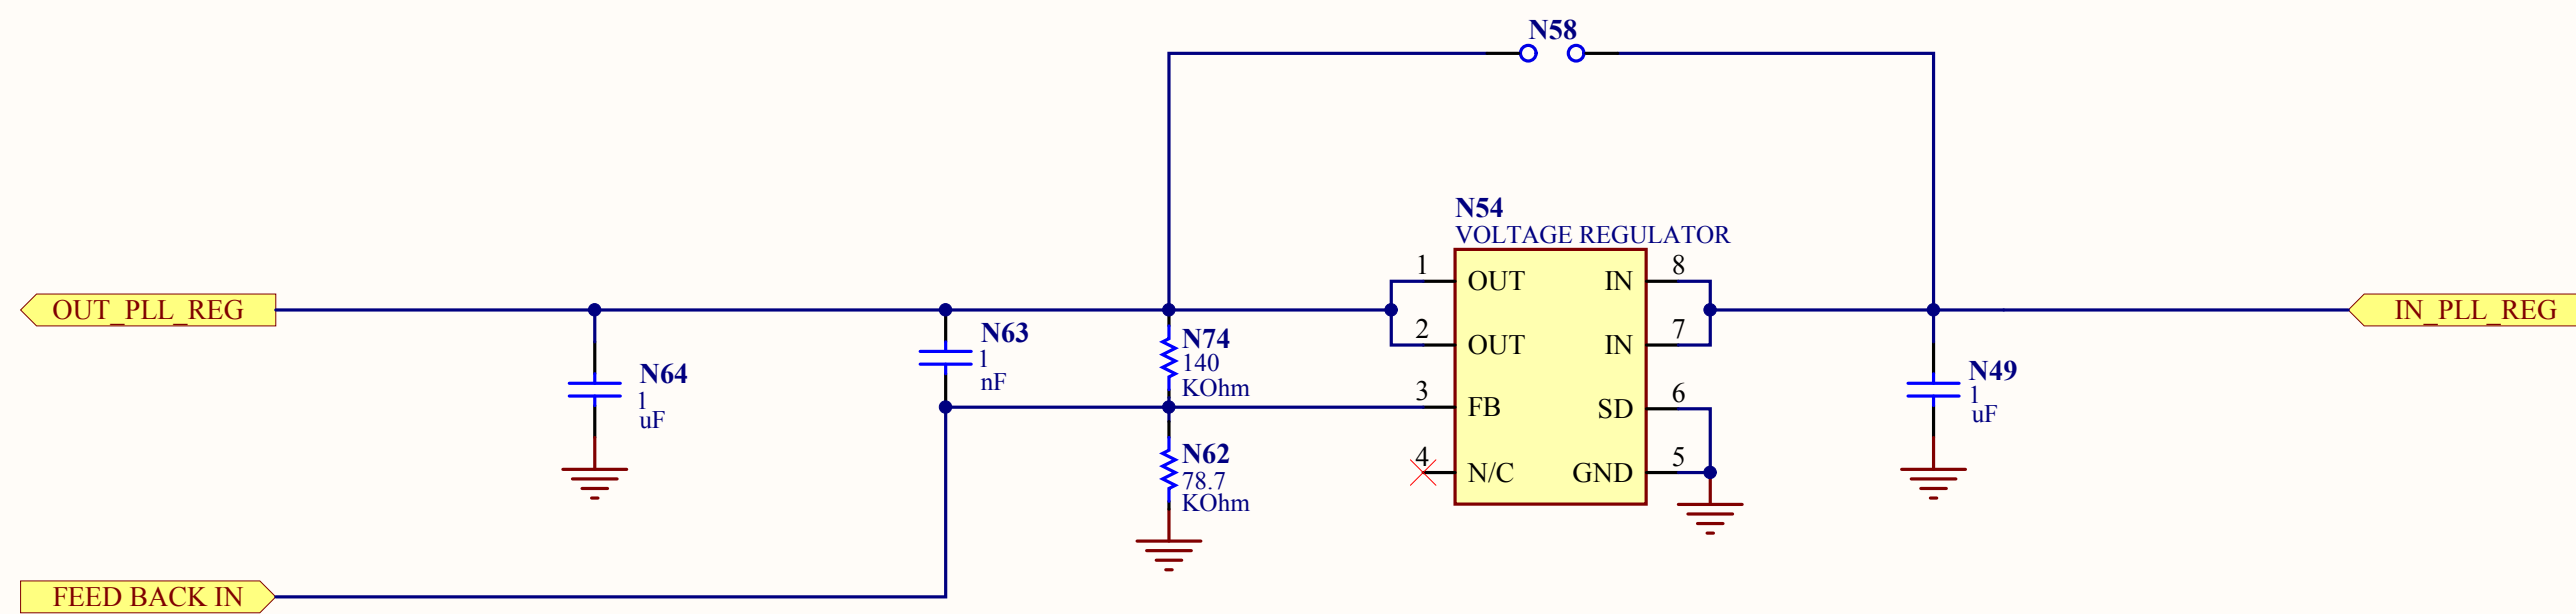 N58
N54
VOLTAGE REGULATOR
1 OUT IN 8
OUT_PLL_REG
IN_PLL_REG
2 OUT IN 7
N63
1
nF
N74
140
KOhm
N64
1
uF
N49
1
uF
3 FB SD 6
N62
78.7
KOhm
4 N/C GND 5
FEED BACK IN